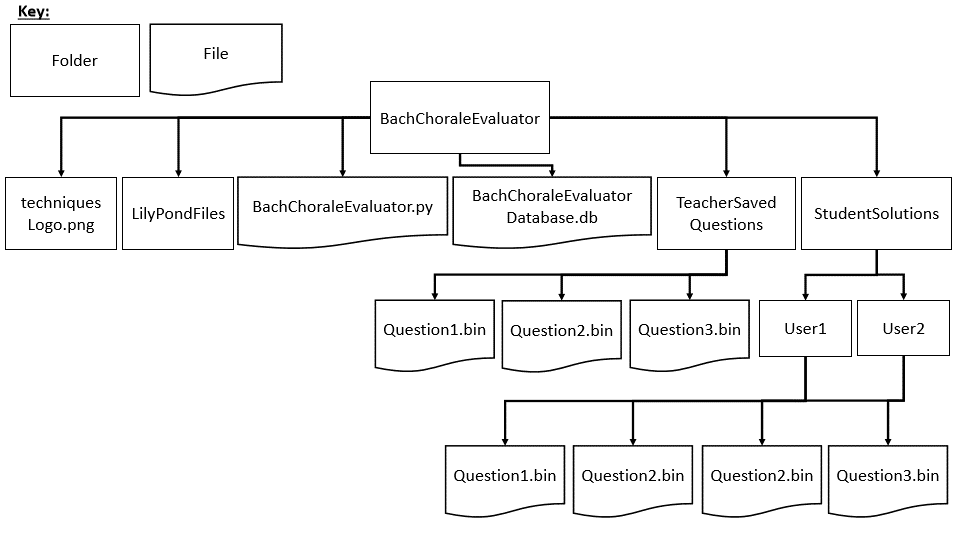 Key:
Folder
File
BachChoraleEvaluator
techniques
Logo.png
LilyPondFiles
BachChoraleEvaluator.py
BachChoraleEvaluator
Database.db
TeacherSaved
Questions
StudentSolutions
Question1.bin
Question2.bin
Question3.bin
User1
User2
Question1.bin
Question2.bin
Question2.bin
Question3.bin